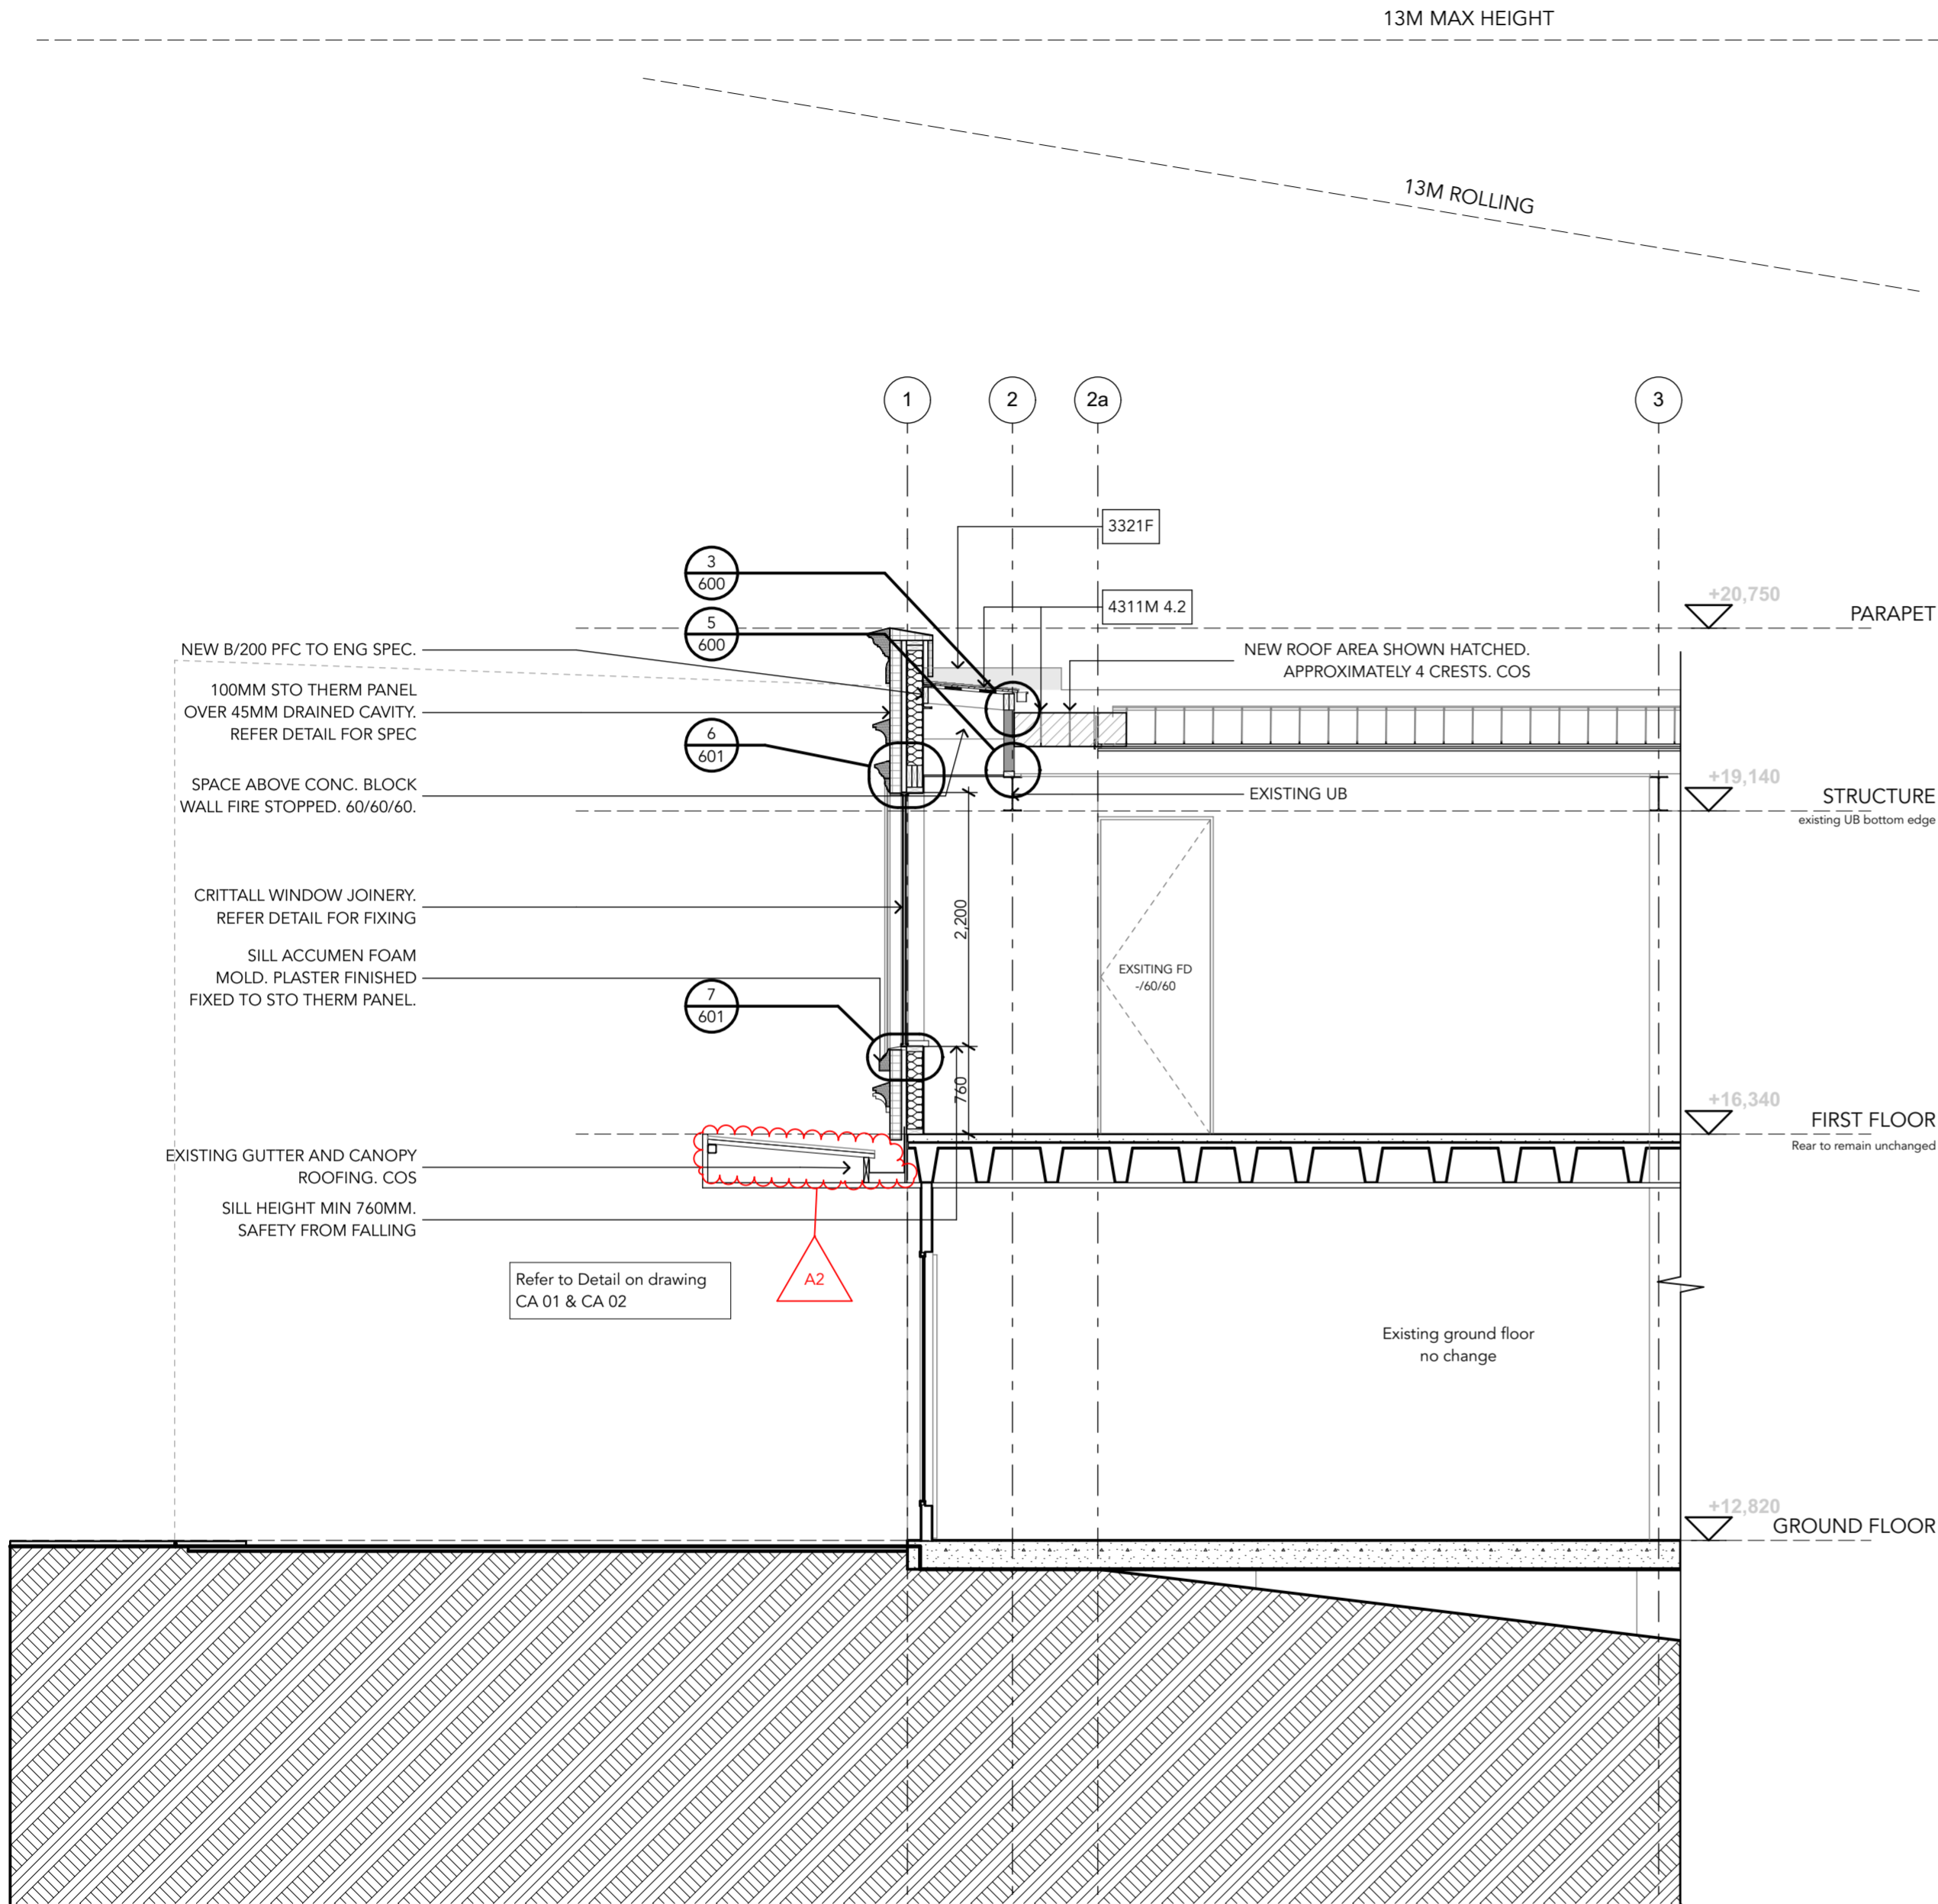 13M MAX HEIGHT
13M ROLLING
1
2
2a
3
3321F
3
600
4311M 4.2
+20,750
PARAPET
5
600
NEW B/200 PFC TO ENG SPEC.
NEW ROOF AREA SHOWN HATCHED.
APPROXIMATELY 4 CRESTS. COS
100MM STO THERM PANEL
OVER 45MM DRAINED CAVITY.
REFER DETAIL FOR SPEC
6
601
SPACE ABOVE CONC. BLOCK
WALL FIRE STOPPED. 60/60/60.
EXISTING UB
+19,140
STRUCTURE
existing UB bottom edge
CRITTALL WINDOW JOINERY.
REFER DETAIL FOR FIXING
2,200
SILL ACCUMEN FOAM
MOLD. PLASTER FINISHED
FIXED TO STO THERM PANEL.
EXSITING FD
-/60/60
7
601
760
+16,340
FIRST FLOOR
Rear to remain unchanged
EXISTING GUTTER AND CANOPY
ROOFING. COS
SILL HEIGHT MIN 760MM.
SAFETY FROM FALLING
A2
Refer to Detail on drawing
CA 01 & CA 02
Existing ground floor
no change
+12,820
GROUND FLOOR